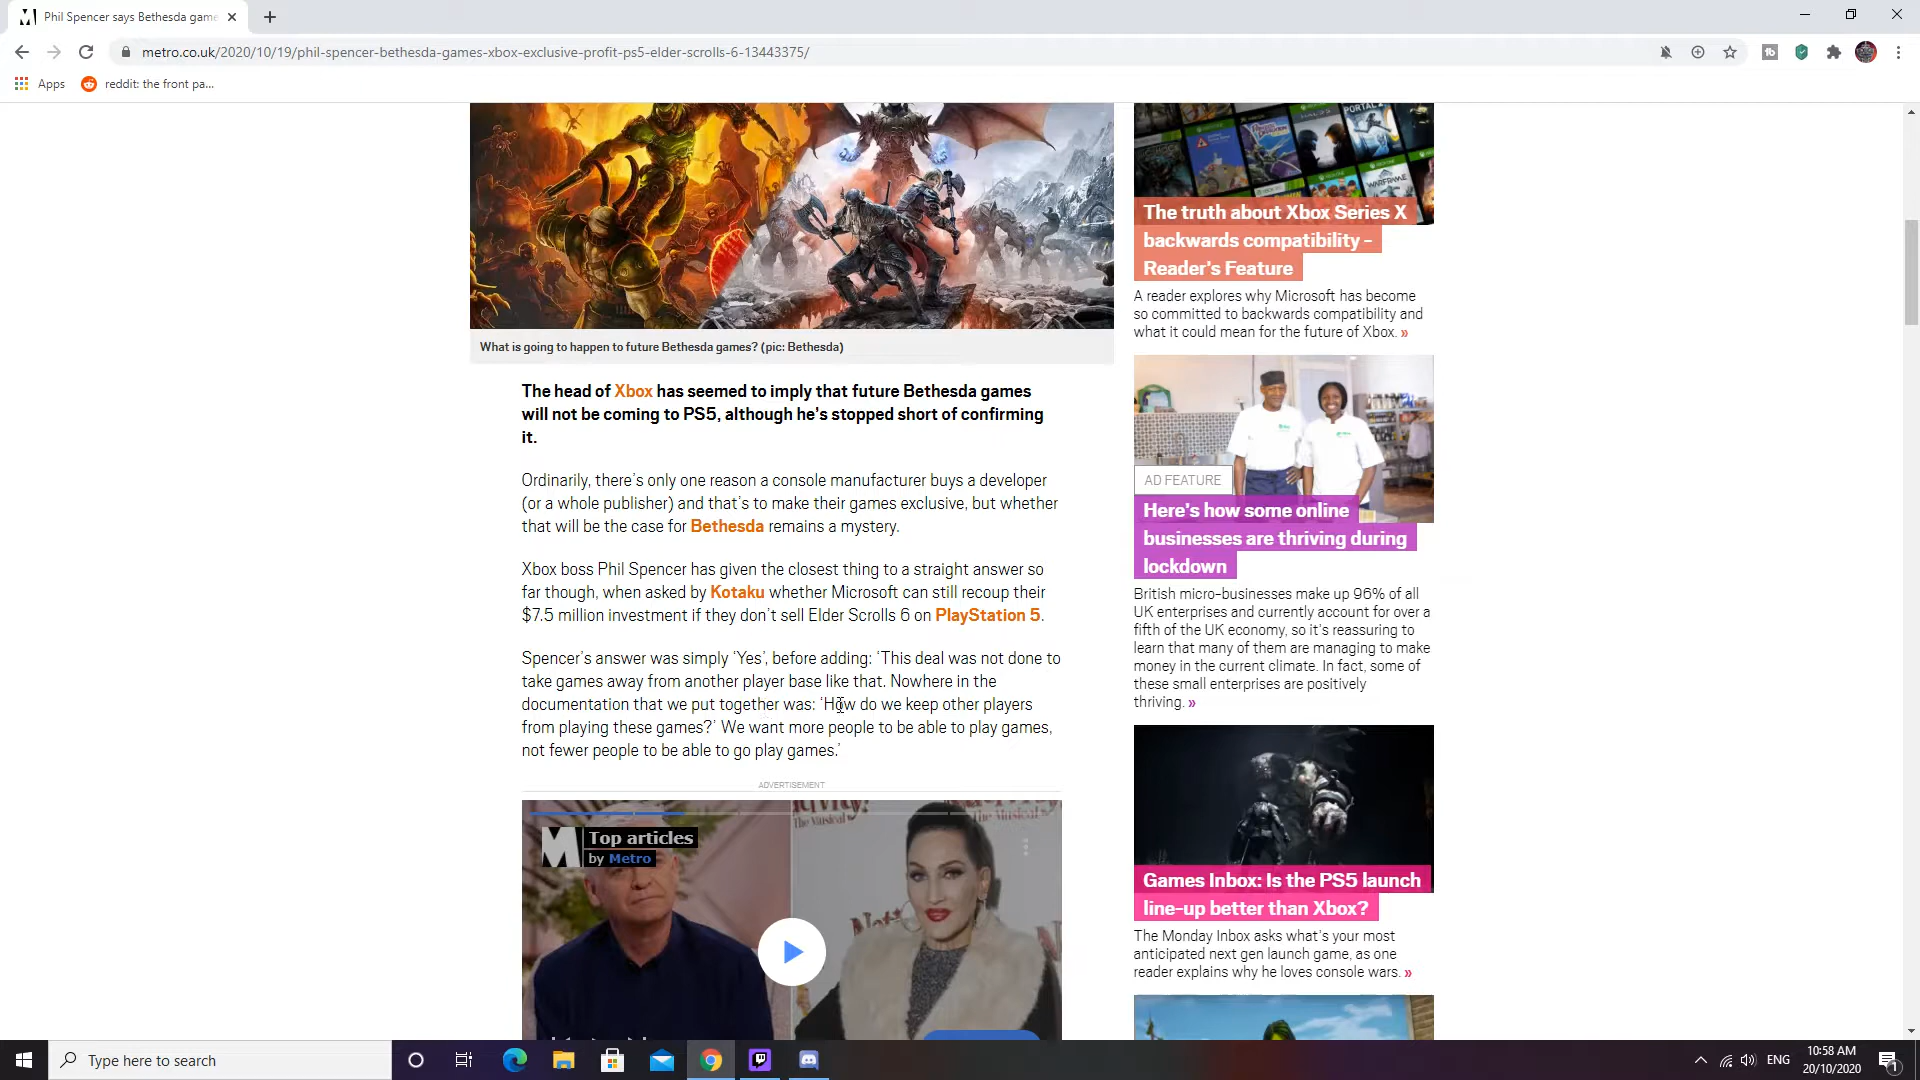 Phil Spencer says Bethesda game
metro.co.uk/2020/10/19/phil-spencer-bethesda-games-xbox-exclusive-profit-ps5-elder-scrolls-6-13443375/
Apps
reddit: the front pa...
What is going to happen to future Bethesda games? (pic: Bethesda)
The head of Xbox has seemed to imply that future Bethesda games
will not be coming to PS5, although he's stopped short of confirming
it.
Ordinarily, there's only one reason a console manufacturer buys a developer
(or a whole publisher) and that's to make their games exclusive, but whether
that will be the case for Bethesda remains a mystery.
Xbox boss Phil Spencer has given the closest thing to a straight answer so
far though, when asked by Kotaku whether Microsoft can still recoup their
$7.5 million investment if they don't sell Elder Scrolls 6 on PlayStation 5.
Spencer's answer was simply ‘Yes’, before adding: ‘This deal was not done to
take games away from another player base like that. Nowhere in the
documentation that we put together was: ‘How do we keep other players
from playing these games?’ We want more people to be able to play games,
not fewer people to be able to go play games.’
ADVERTISEMENT
Top articles
by Metro
PORTAL 2
WARFRAME
The truth about Xbox Series X
backwards compatibility –
Reader's Feature
A reader explores why Microsoft has become
so committed to backwards compatibility and
what it could mean for the future of Xbox. »
AD FEATURE
Here's how some online
businesses are thriving during
lockdown
British micro-businesses make up 96% of all
UK enterprises and currently account for over a
fifth of the UK economy, so it's reassuring to
learn that many of them are managing to make
money in the current climate. In fact, some of
these small enterprises are positively
thriving. »
Games Inbox: Is the PS5 launch
line-up better than Xbox?
The Monday Inbox asks what's your most
anticipated next gen launch game, as one
reader explains why he loves console wars. »
Type here to search
ENG
10:58 AM
20/10/2020